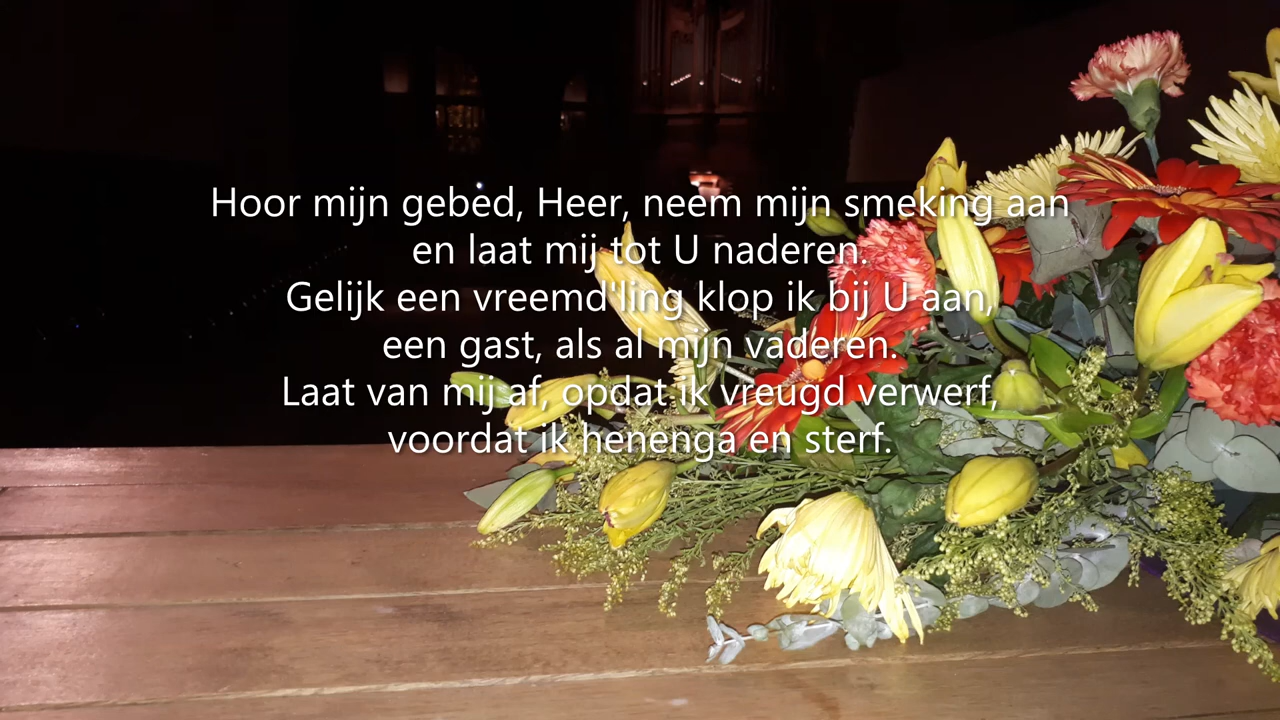 Hoor mijn gebed, Heer, neem mijn smeking aan
en laat mij tot U naderen.
Gelijk een vreemd'ling klop ik bij U aan,
een gast, als al mijn vaderen.
Laat van mij af, opdat ik vreugd verwerf,
voordat ik henenga en sterf.